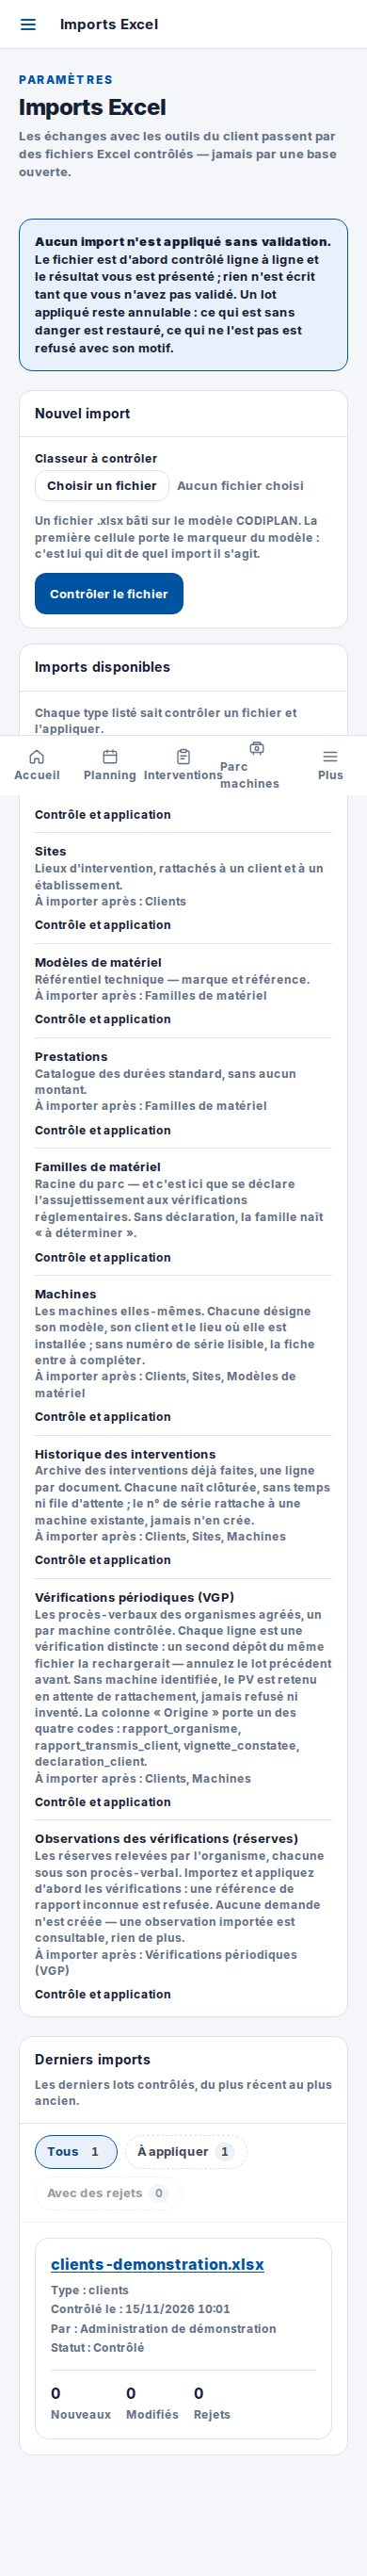 Imports Excel
PARAMÈTRES
Imports Excel
Les échanges avec les outils du client passent par
des fichiers Excel contrôlés — jamais par une base
ouverte.
Aucun import n'est appliqué sans validation.
Le fichier est d'abord contrôlé ligne à ligne et
le résultat vous est présenté ; rien n'est écrit
tant que vous n'avez pas validé. Un lot
appliqué reste annulable : ce qui est sans
danger est restauré, ce qui ne l'est pas est
refusé avec son motif.
Nouvel import
Classeur à contrôler
Choisir un fichier Aucun fichier choisi
Un fichier .xlsx bâti sur le modèle CODIPLAN. La
première cellule porte le marqueur du modèle :
c'est lui qui dit de quel import il s'agit.
Contrôler le fichier
Imports disponibles
Chaque type listé sait contrôler un fichier et
l'appliquer.
Accueil
Planning
Interventions
Parc
machines
Plus
Contrôle et application
Sites
Lieux d'intervention, rattachés à un client et à un
établissement.
À importer après : Clients
Contrôle et application
Modèles de matériel
Référentiel technique — marque et référence.
À importer après : Familles de matériel
Contrôle et application
Prestations
Catalogue des durées standard, sans aucun
montant.
À importer après : Familles de matériel
Contrôle et application
Familles de matériel
Racine du parc — et c'est ici que se déclare
l'assujettissement aux vérifications
réglementaires. Sans déclaration, la famille naît
« à déterminer ».
Contrôle et application
Machines
Les machines elles-mêmes. Chacune désigne
son modèle, son client et le lieu où elle est
installée ; sans numéro de série lisible, la fiche
entre à compléter.
À importer après : Clients, Sites, Modèles de
matériel
Contrôle et application
Historique des interventions
Archive des interventions déjà faites, une ligne
par document. Chacune naît clôturée, sans temps
ni file d'attente ; le n° de série rattache à une
machine existante, jamais n'en crée.
À importer après : Clients, Sites, Machines
Contrôle et application
Vérifications périodiques (VGP)
Les procès-verbaux des organismes agréés, un
par machine contrôlée. Chaque ligne est une
vérification distincte : un second dépôt du même
fichier la rechargerait — annulez le lot précédent
avant. Sans machine identifiée, le PV est retenu
en attente de rattachement, jamais refusé ni
inventé. La colonne « Origine » porte un des
quatre codes : rapport_organisme,
rapport_transmis_client, vignette_constatee,
declaration_client.
À importer après : Clients, Machines
Contrôle et application
Observations des vérifications (réserves)
Les réserves relevées par l'organisme, chacune
sous son procès-verbal. Importez et appliquez
d'abord les vérifications : une référence de
rapport inconnue est refusée. Aucune demande
n'est créée — une observation importée est
consultable, rien de plus.
À importer après : Vérifications périodiques
(VGP)
Contrôle et application
Derniers imports
Les derniers lots contrôlés, du plus récent au plus
ancien.
Tous 1 À appliquer 1
Avec des rejets 0
clients-demonstration.xlsx
Type : clients
Contrôlé le : 15/11/2026 10:01
Par : Administration de démonstration
Statut : Contrôlé
0 0 0
Nouveaux Modifiés Rejets